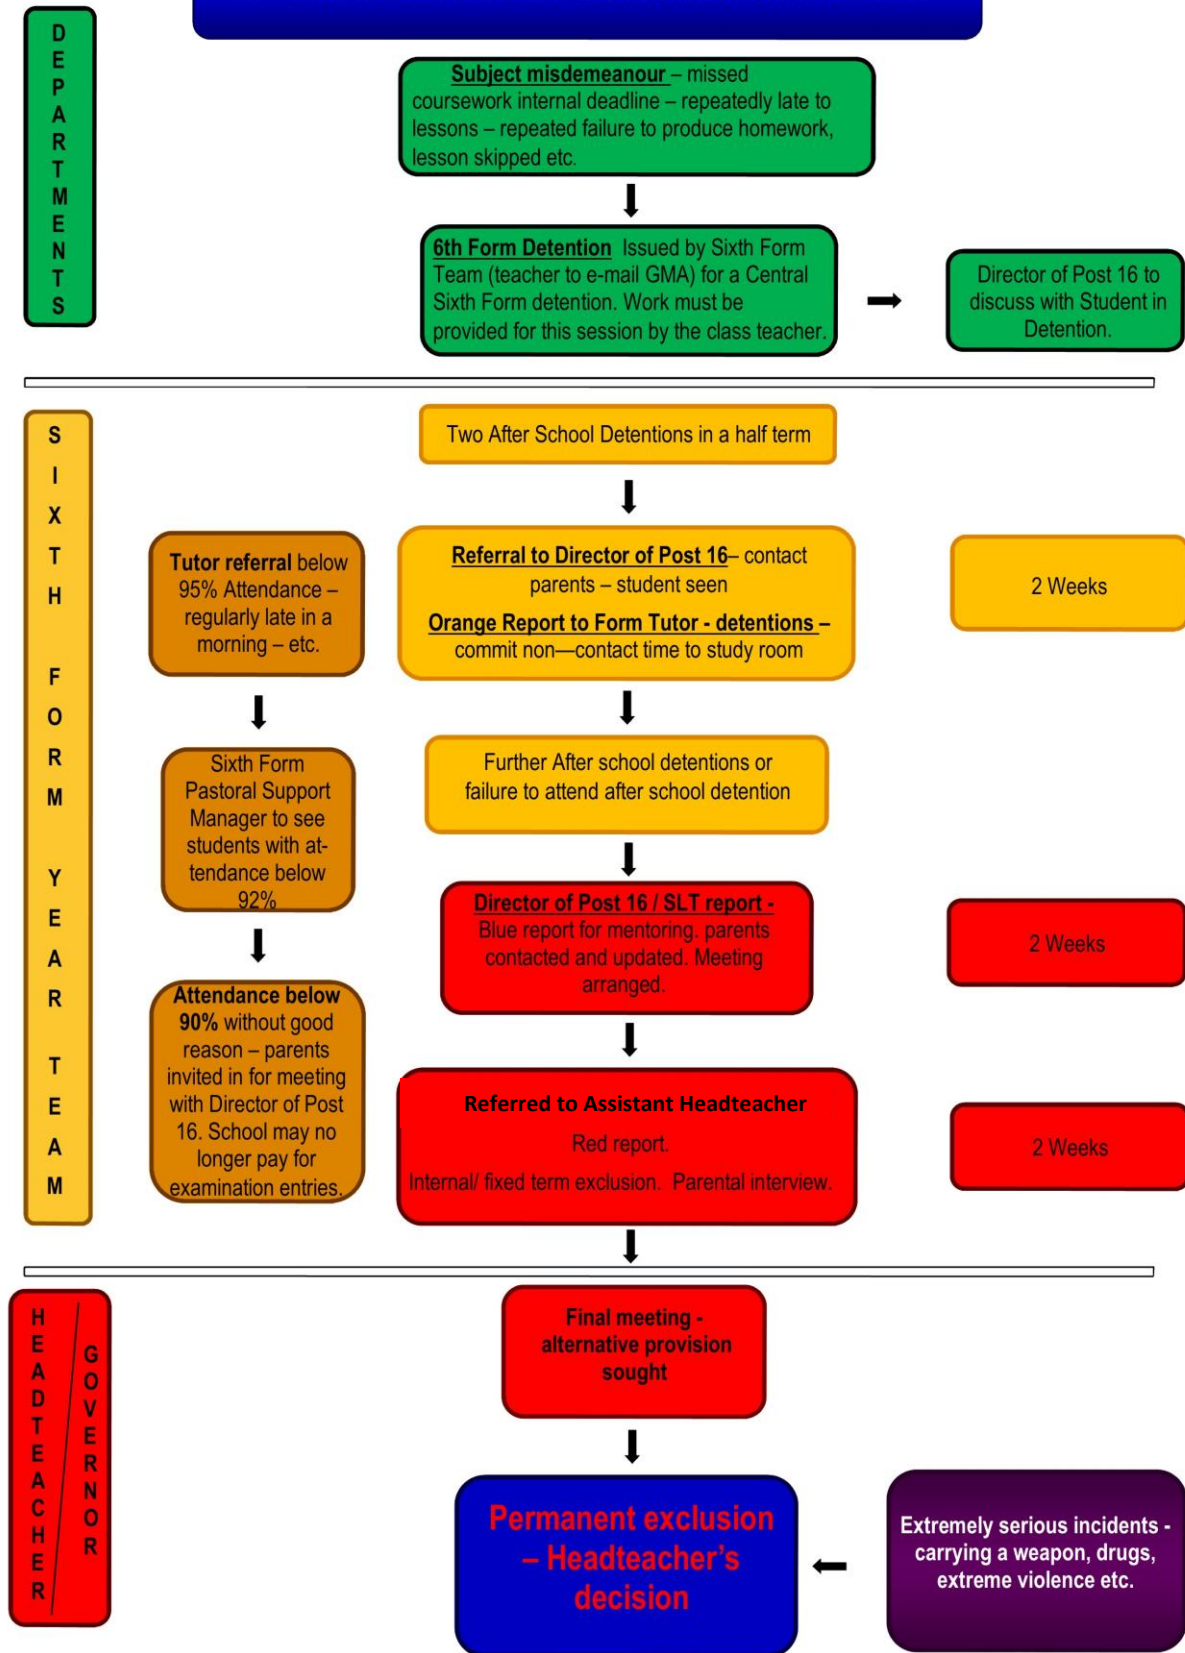 DEPARTMENTS
Subject misdemeanour – missed
coursework internal deadline – repeatedly late to
lessons – repeated failure to produce homework,
lesson skipped etc.
6th Form Detention Issued by Sixth Form
Team (teacher to e-mail GMA) for a Central
Sixth Form detention. Work must be
provided for this session by the class teacher.
Director of Post 16 to
discuss with Student in
Detention.
SIXTH FORM YEAR TEAM
Two After School Detentions in a half term
Tutor referral below
95% Attendance –
regularly late in a
morning – etc.
Referral to Director of Post 16– contact
parents – student seen
Orange Report to Form Tutor - detentions –
commit non—contact time to study room
2 Weeks
Sixth Form
Pastoral Support
Manager to see
students with at-
tendance below
92%
Further After school detentions or
failure to attend after school detention
Director of Post 16 / SLT report -
Blue report for mentoring. parents
contacted and updated. Meeting
arranged.
2 Weeks
Attendance below
90% without good
reason – parents
invited in for meeting
with Director of Post
16. School may no
longer pay for
examination entries.
Referred to Assistant Headteacher
Red report.
Internal/ fixed term exclusion. Parental interview.
2 Weeks
HEADTEACHER
GOVERNOR
Final meeting -
alternative provision
sought
Permanent exclusion
– Headteacher's
decision
Extremely serious incidents -
carrying a weapon, drugs,
extreme violence etc.